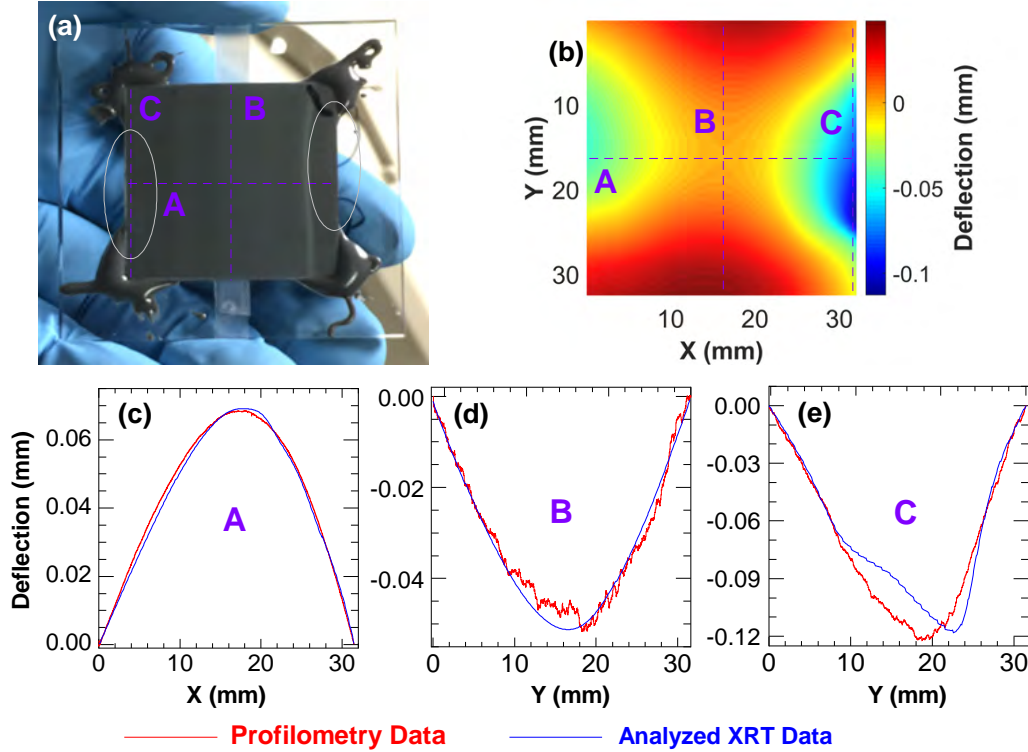 (a)
C
B
A
(b)
B
C
A
10
20
30
Y (mm)
10
20
30
X (mm)
0
-0.05
-0.1
Deflection (mm)
(c)
A
0.06
0.04
0.02
0.00
Deflection (mm)
0
10
20
30
X (mm)
(d)
B
0.00
-0.02
-0.04
0
10
20
30
Y (mm)
(e)
C
0.00
-0.03
-0.06
-0.09
-0.12
0
10
20
30
Y (mm)
Profilometry Data
Analyzed XRT Data